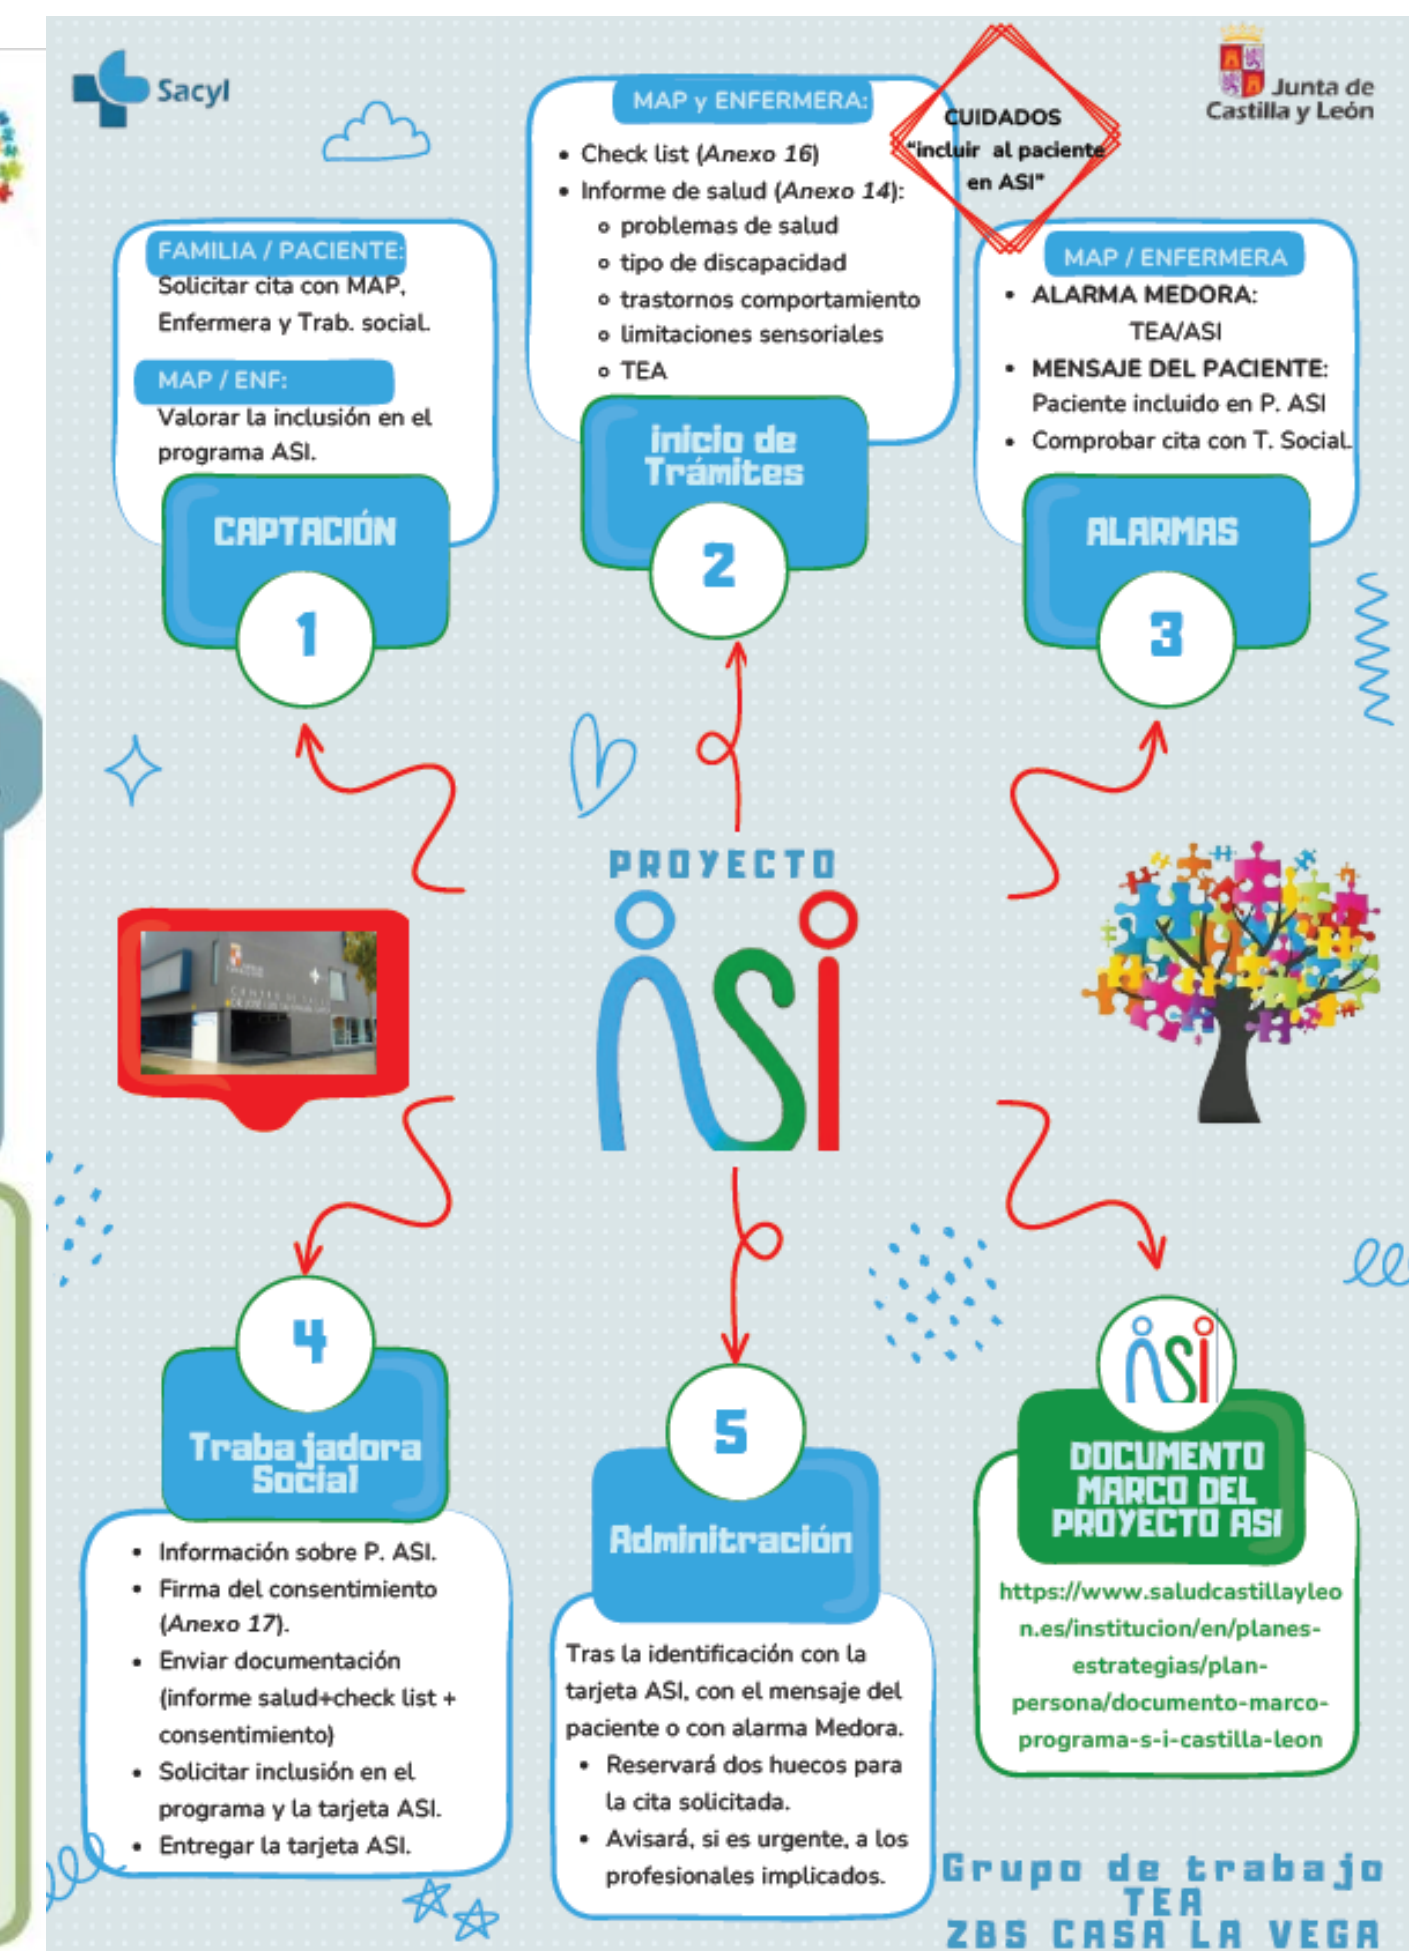 Sacyl
Junta de
Castilla y León
FAMILIA / PACIENTE:
Solicitar cita con MAP,
Enfermera y Trab. social.
MAP / ENF:
Valorar la inclusión en el
programa ASI.
CAPTACIÓN
1
MAP y ENFERMERA:
• Check list (Anexo 16)
• Informe de salud (Anexo 14):
problemas de salud
tipo de discapacidad
trastornos comportamiento
limitaciones sensoriales
TEA
inicio de
Trámites
2
CUIDADOS
"incluir al paciente
en ASI"
MAP / ENFERMERA
• ALARMA MEDORA:
TEA/ASI
• MENSAJE DEL PACIENTE:
Paciente incluido en P. ASI
• Comprobar cita con T. Social.
ALARMAS
3
PROYECTO
ASI
4
Trabajadora
Social
• Información sobre P. ASI.
• Firma del consentimiento
(Anexo 17).
• Enviar documentación
(informe salud+check list +
consentimiento)
• Solicitar inclusión en el
programa y la tarjeta ASI.
• Entregar la tarjeta ASI.
5
Adminitración
Tras la identificación con la
tarjeta ASI, con el mensaje del
paciente o con alarma Medora.
• Reservará dos huecos para
la cita solicitada.
• Avisará, si es urgente, a los
profesionales implicados.
ASI
DOCUMENTO
MARCO DEL
PROYECTO ASI
https://www.saludcastillayleo
n.es/institucion/en/planes-
estrategias/plan-
persona/documento-marco-
programa-s-i-castilla-leon
Grupo de trabajo
TEA
ZBS CASA LA VEGA